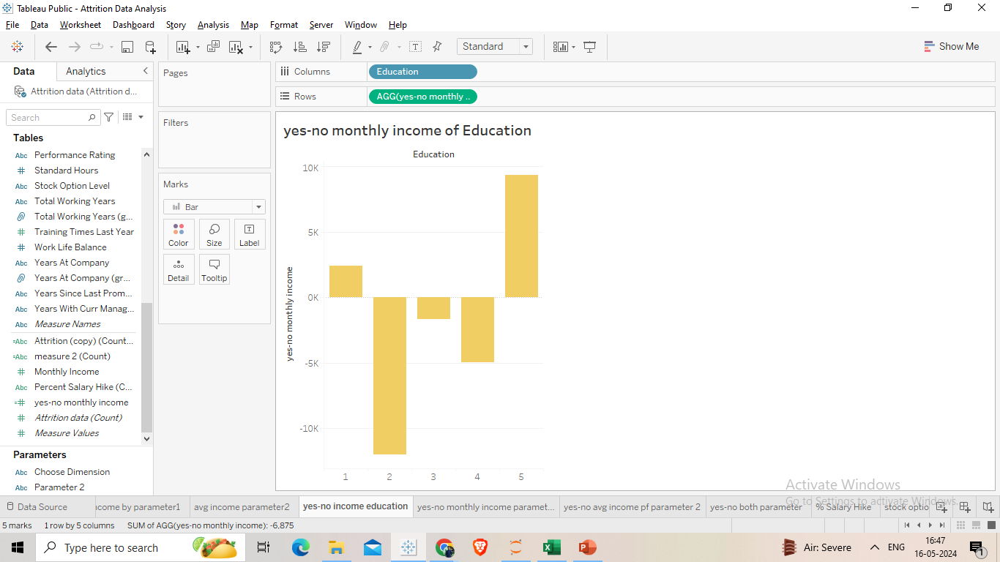 Tableau Public - Attrition Data Analysis
File Data Worksheet Dashboard Story Analysis Map Format Server Window Help
Standard
Show Me
Data Analytics
Attrition data (Attrition d...
Search
Tables
Abc Performance Rating
# Standard Hours
Abc Stock Option Level
Abc Total Working Years
Total Working Years (g...
# Training Times Last Year
# Work Life Balance
Abc Years At Company
Years At Company (gr...
Abc Years Since Last Prom...
Abc Years With Curr Manag...
Abc Measure Names
=Abc Attrition (copy) (Count...
=Abc measure 2 (Count)
# Monthly Income
Abc Percent Salary Hike (C...
=# yes-no monthly income
# Attrition data (Count)
# Measure Values
Parameters
Abc Choose Dimension
Abc Parameter 2
Pages
Filters
Marks
Bar
Color Size Label
Detail Tooltip
Columns Education
Rows AGG(yes-no monthly ..
yes-no monthly income of Education
Education
yes-no monthly income
10K
5K
0K
-5K
-10K
1 2 3 4 5
Activate Windows
Go to Settings to activate Windows.
Data Source
ncome by parameter1
avg income parameter2
yes-no income education
yes-no monthly income paramet...
yes-no avg income pf parameter 2
yes-no both parameter
% Salary Hike
stock optio
5 marks 1 row by 5 columns SUM of AGG(yes-no monthly income): -6,875
Type here to search
Air: Severe
ENG
16:47
16-05-2024
1